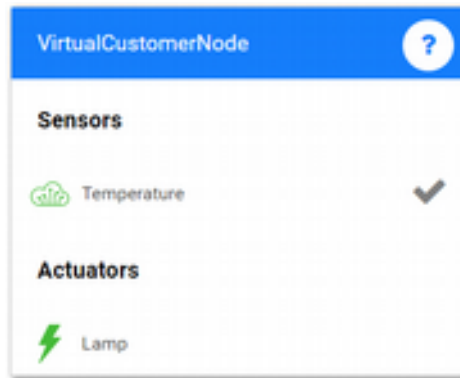 VirtualCustomerNode ?
Sensors
Temperature
Actuators
Lamp